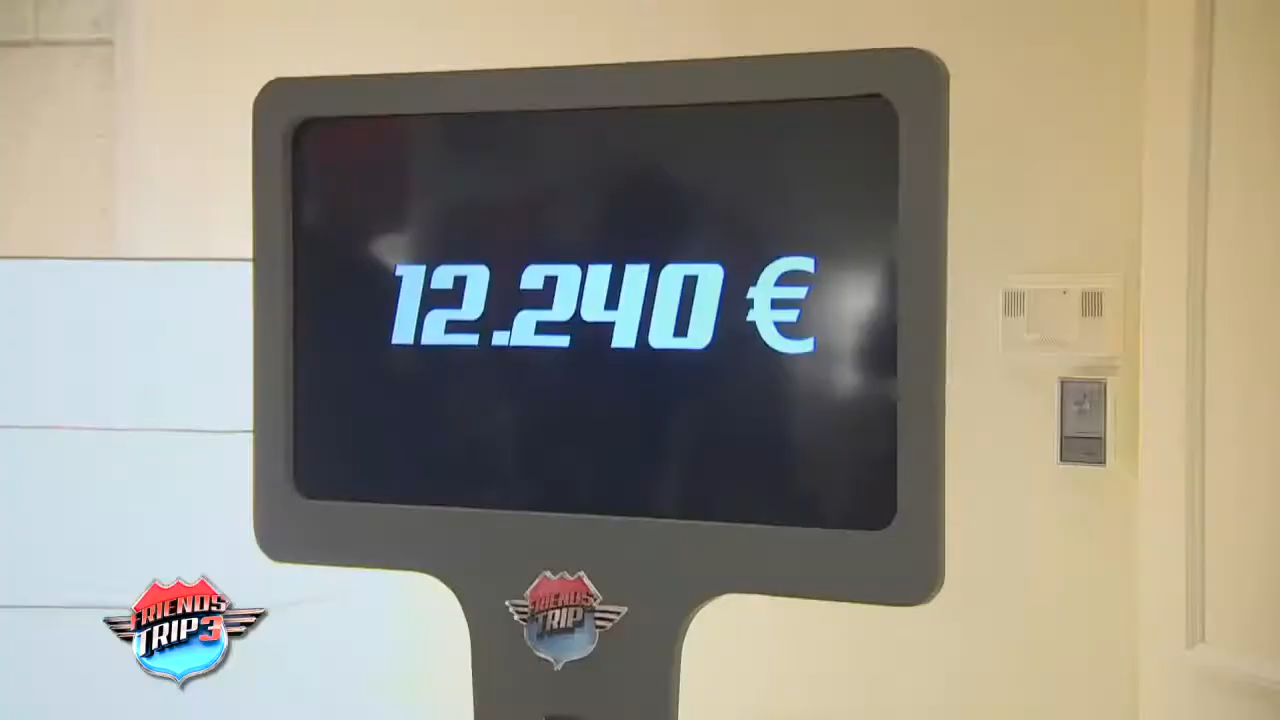 12.240 €
FRIENDS
TRIP 3
FRIENDS
TRIP